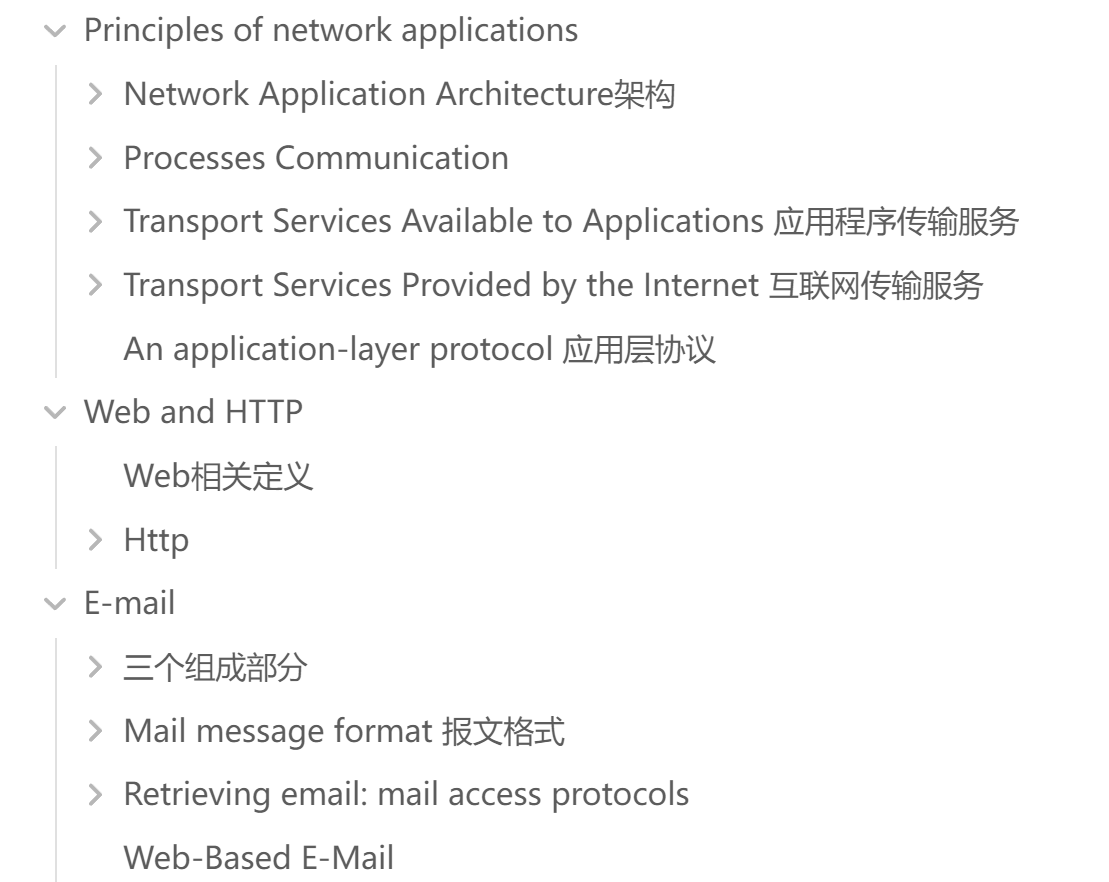 Principles of network applications
Network Application Architecture架构
Processes Communication
Transport Services Available to Applications 应用程序传输服务
Transport Services Provided by the Internet 互联网传输服务
An application-layer protocol 应用层协议
Web and HTTP
Web相关定义
Http
E-mail
三个组成部分
Mail message format 报文格式
Retrieving email: mail access protocols
Web-Based E-Mail